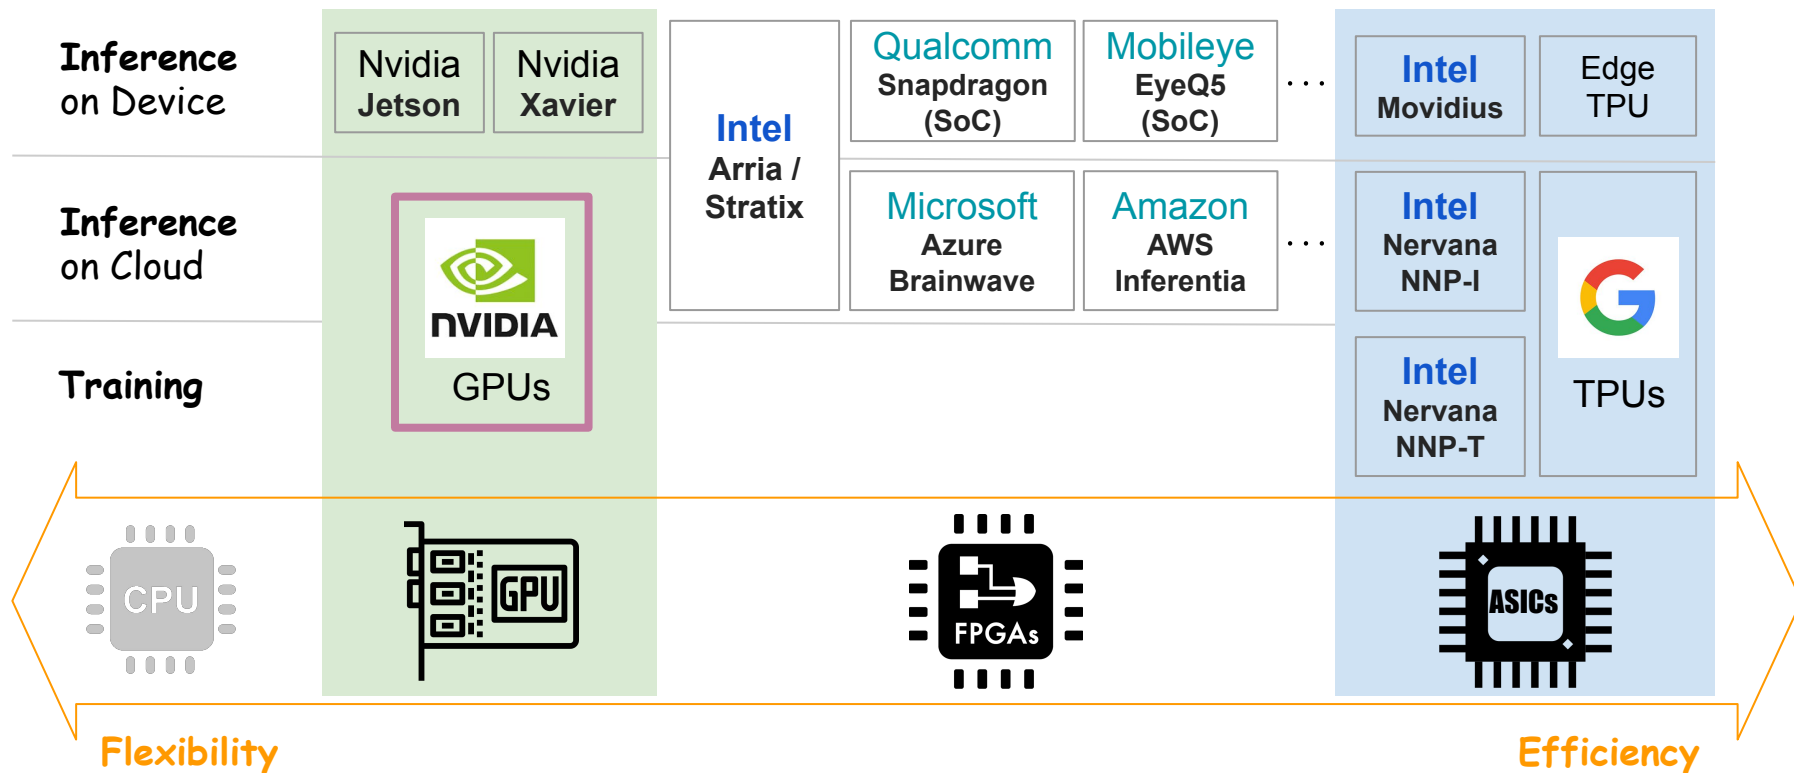 Inference
on Device
Nvidia
Jetson
Nvidia
Xavier
Intel
Arria /
Stratix
Qualcomm
Snapdragon
(SoC)
Mobileye
EyeQ5
(SoC)
...
Intel
Movidius
Edge
TPU
Inference
on Cloud
NVIDIA
GPUs
Microsoft
Azure
Brainwave
Amazon
AWS
Inferentia
...
Intel
Nervana
NNP-I
G
TPUs
Training
Intel
Nervana
NNP-T
CPU
GPU
FPGAs
ASICs
Flexibility
Efficiency